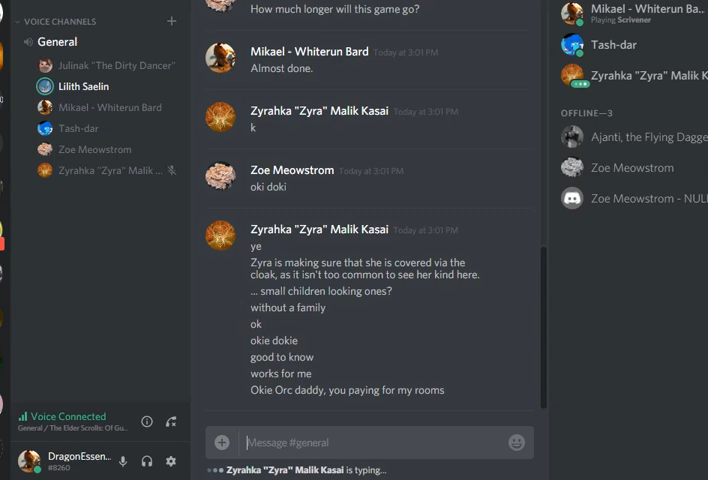 VOICE CHANNELS
General
Julinak "The Dirty Dancer"
Lilith Saelin
Mikael - Whiterun Bard
Tash-dar
Zoe Meowstrom
Zyrahka "Zyra" Malik ...
Voice Connected
General / The Elder Scrolls: Of Gu...
DragonEssen...
#8260
How much longer will this game go?
Mikael - Whiterun Bard Today at 3:01 PM
Almost done.
Zyrahka "Zyra" Malik Kasai Today at 3:01 PM
k
Zoe Meowstrom Today at 3:01 PM
oki doki
Zyrahka "Zyra" Malik Kasai Today at 3:01 PM
ye
Zyra is making sure that she is covered via the
cloak, as it isn't too common to see her kind here.
... small children looking ones?
without a family
ok
okie dokie
good to know
works for me
Okie Orc daddy, you paying for my rooms
Message #general
Zyrahka "Zyra" Malik Kasai is typing...
Mikael - Whiterun Ba...
Playing Scrivener
Tash-dar
Zyrahka "Zyra" Malik K
OFFLINE—3
Ajanti, the Flying Dagge
Zoe Meowstrom
Zoe Meowstrom - NUL